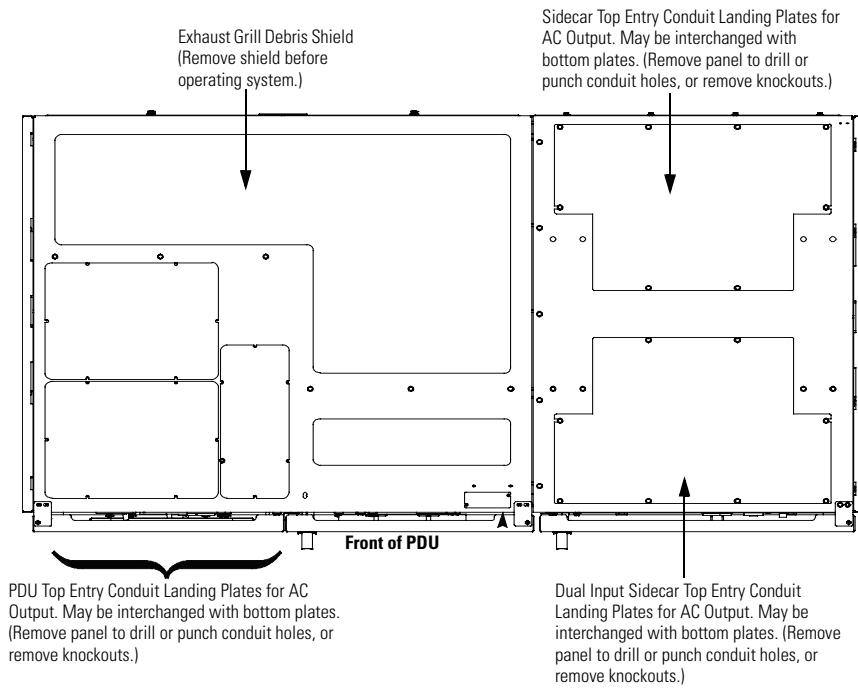 Exhaust Grill Debris Shield
(Remove shield before
operating system.)
Sidecar Top Entry Conduit Landing Plates for
AC Output. May be interchanged with
bottom plates. (Remove panel to drill or
punch conduit holes, or remove knockouts.)
Front of PDU
PDU Top Entry Conduit Landing Plates for AC
Output. May be interchanged with bottom plates.
(Remove panel to drill or punch conduit holes, or
remove knockouts.)
Dual Input Sidecar Top Entry Conduit
Landing Plates for AC Output. May be
interchanged with bottom plates. (Remove
panel to drill or punch conduit holes, or
remove knockouts.)